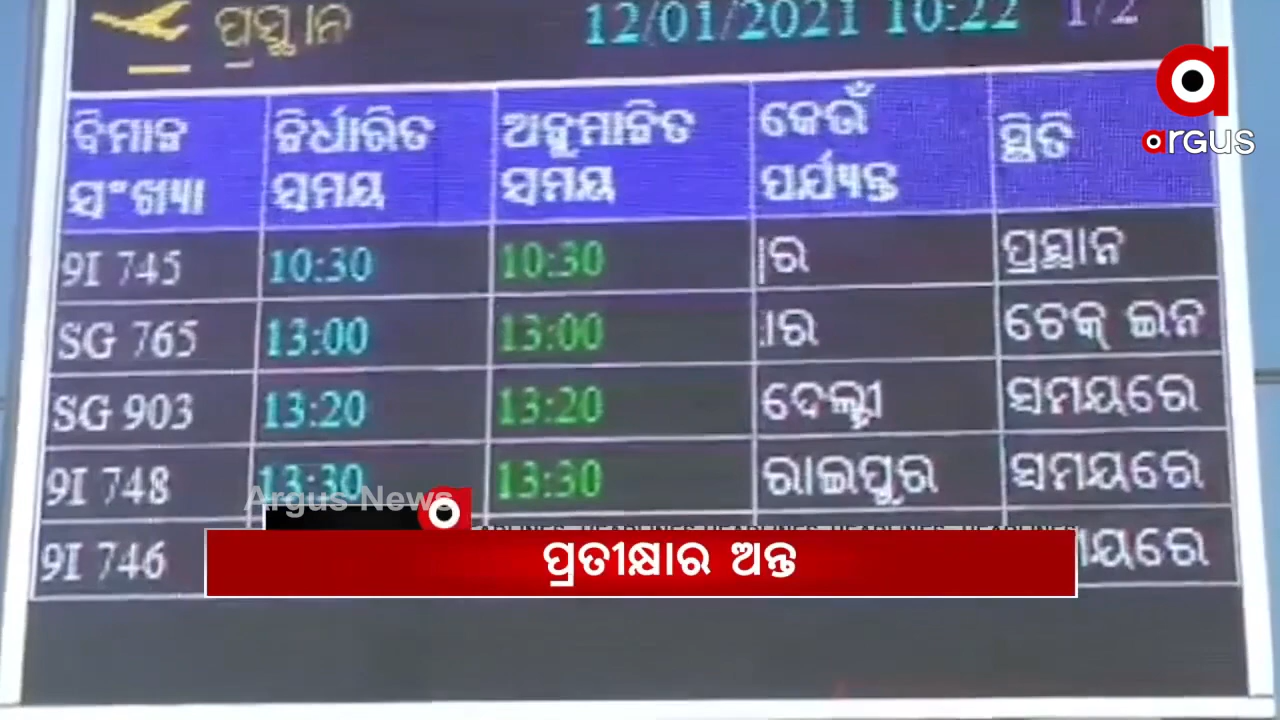 ପ୍ରସ୍ଥାନ 12/01/2021 10:22 1/2
argus
ବିମାନ ସଂଖ୍ୟା ନିର୍ଧାରିତ ସମୟ ଅନୁମାନିତ ସମୟ କେଉଁ ପର୍ଯ୍ୟନ୍ତ ସ୍ଥିତି
9I 745 10:30 10:30 ପ୍ରସ୍ଥାନ
SG 765 13:00 13:00 ଚେକ୍ ଇନ
SG 903 13:20 13:20 ଦେଲ୍ଲୀ ସମୟରେ
9I 748 13:30 13:30 ରାଇପୁର ସମୟରେ
Argus News
9I 746
ପ୍ରତୀକ୍ଷାର ଅନ୍ତ